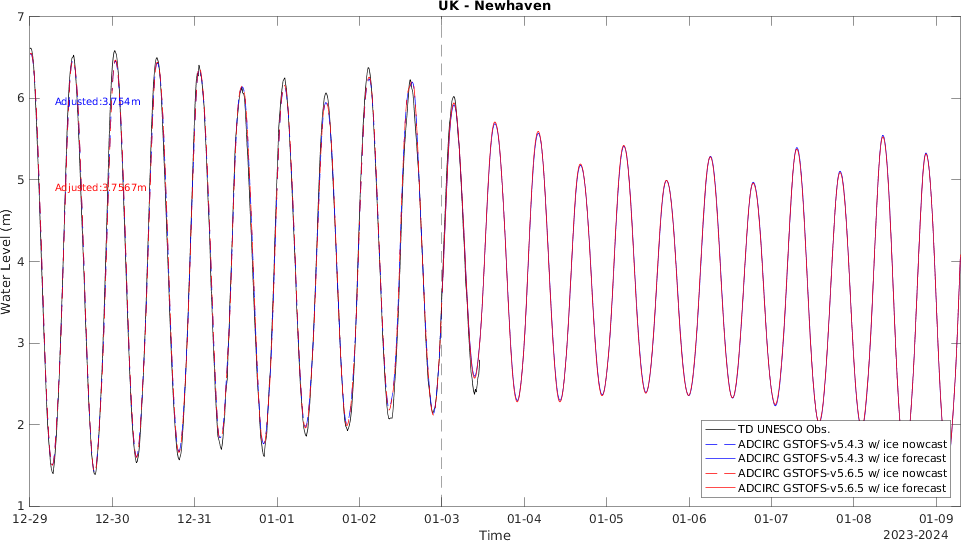 UK - Newhaven
7
6
5
4
3
2
1
Water Level (m)
Adjusted:3.754m
Adjusted:3.7567m
TD UNESCO Obs.
ADCIRC GSTOFS-v5.4.3 w/ ice nowcast
ADCIRC GSTOFS-v5.4.3 w/ ice forecast
ADCIRC GSTOFS-v5.6.5 w/ ice nowcast
ADCIRC GSTOFS-v5.6.5 w/ ice forecast
12-29 12-30 12-31 01-01 01-02 01-03 01-04 01-05 01-06 01-07 01-08 01-09
Time
2023-2024